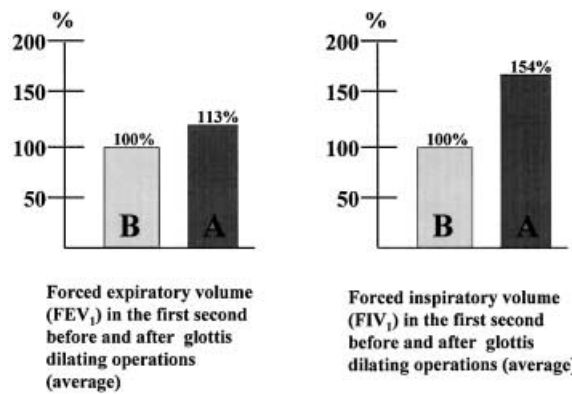 %
200
150
100
50
100%
113%
B
A
Forced expiratory volume
(FEV1) in the first second
before and after glottis
dilating operations
(average)
%
200
150
100
50
100%
154%
B
A
Forced inspiratory volume
(FIV1) in the first second
before and after glottis
dilating operations (average)